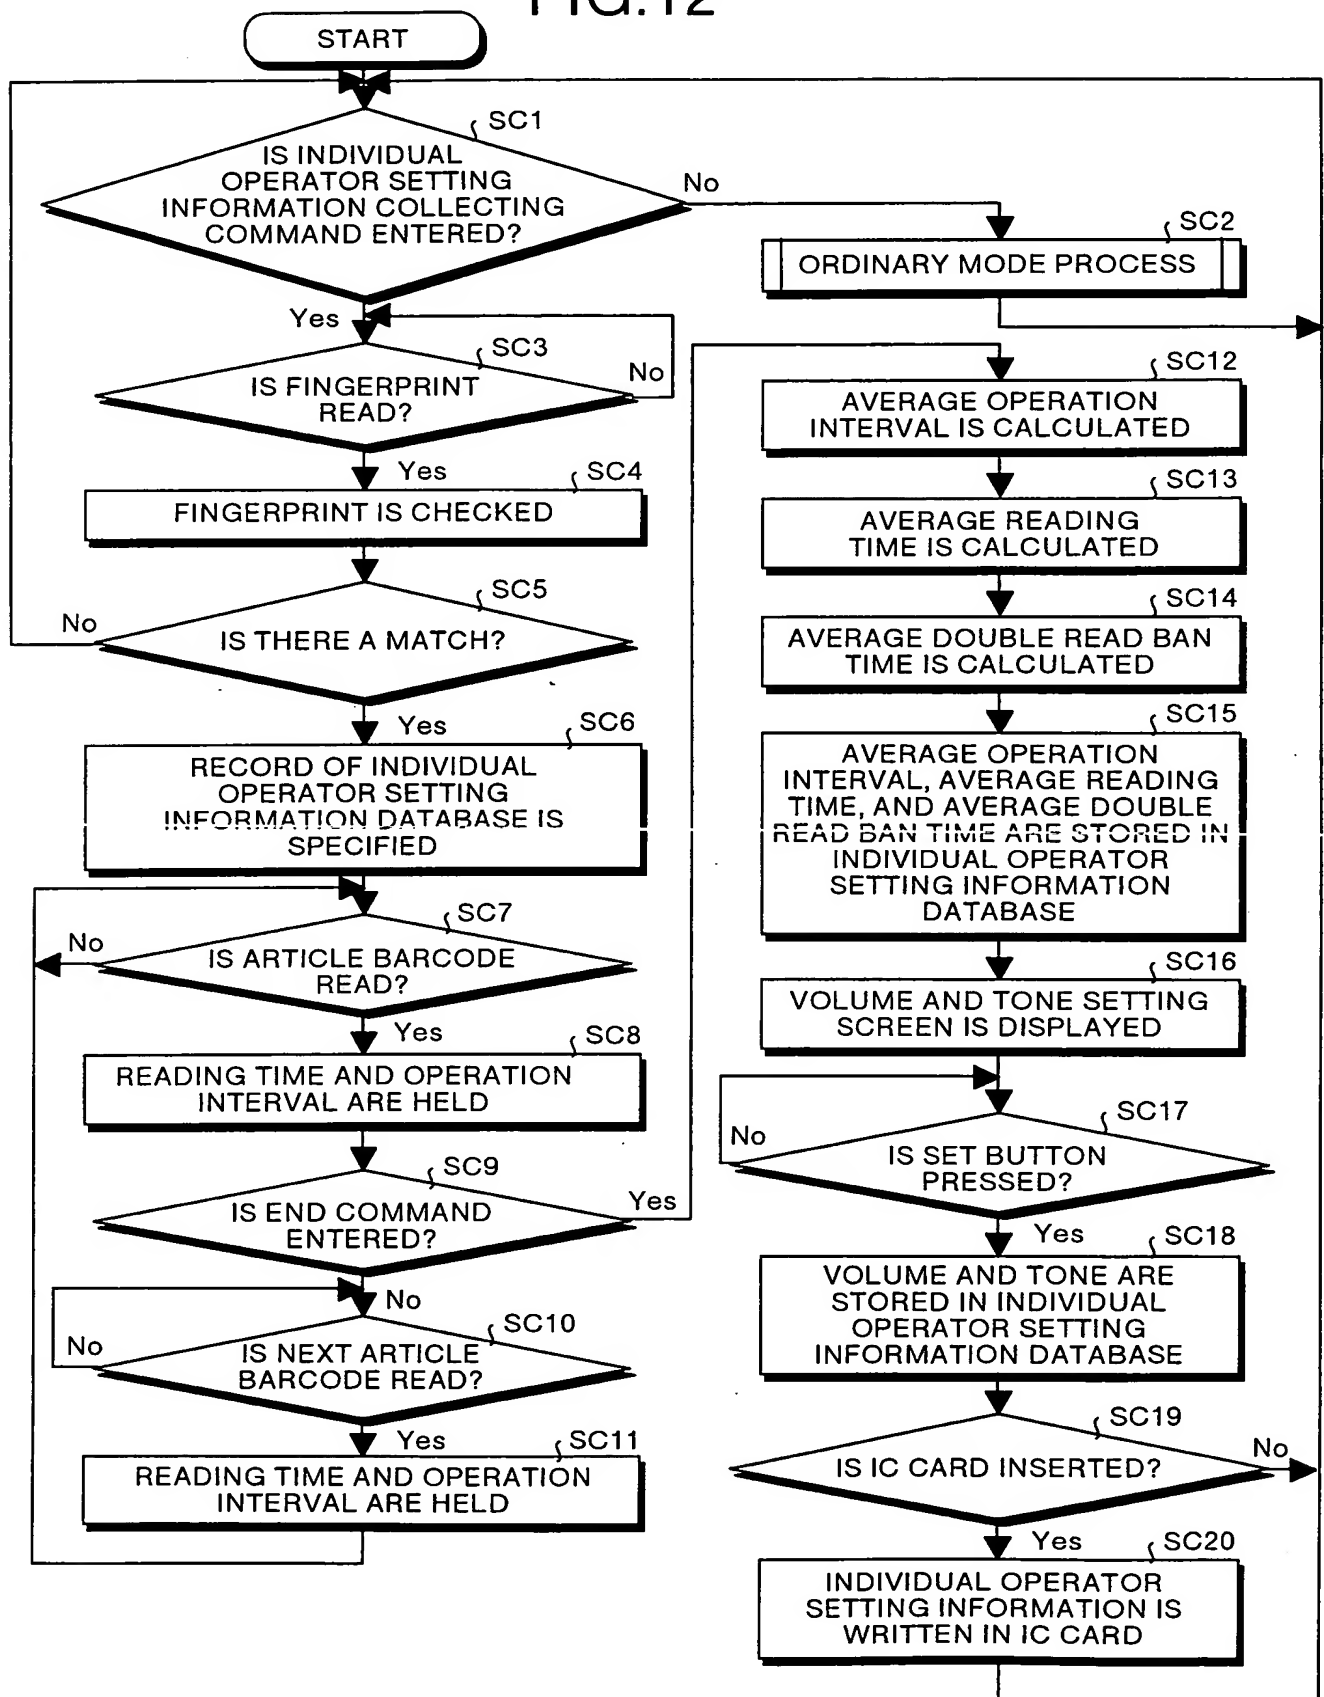 FIG.12
START
SC1
IS INDIVIDUAL
OPERATOR SETTING
INFORMATION COLLECTING
COMMAND ENTERED?
No
SC2
ORDINARY MODE PROCESS
Yes
SC3
IS FINGERPRINT
READ?
No
Yes
SC4
FINGERPRINT IS CHECKED
SC5
IS THERE A MATCH?
No
Yes
SC6
RECORD OF INDIVIDUAL
OPERATOR SETTING
INFORMATION DATABASE IS
SPECIFIED
SC7
IS ARTICLE BARCODE
READ?
No
Yes
SC8
READING TIME AND OPERATION
INTERVAL ARE HELD
SC9
IS END COMMAND
ENTERED?
Yes
No
SC10
IS NEXT ARTICLE
BARCODE READ?
No
Yes
SC11
READING TIME AND OPERATION
INTERVAL ARE HELD
SC12
AVERAGE OPERATION
INTERVAL IS CALCULATED
SC13
AVERAGE READING
TIME IS CALCULATED
SC14
AVERAGE DOUBLE READ BAN
TIME IS CALCULATED
SC15
AVERAGE OPERATION
INTERVAL, AVERAGE READING
TIME, AND AVERAGE DOUBLE
READ BAN TIME ARE STORED IN
INDIVIDUAL OPERATOR
SETTING INFORMATION
DATABASE
SC16
VOLUME AND TONE SETTING
SCREEN IS DISPLAYED
SC17
IS SET BUTTON
PRESSED?
No
Yes
SC18
VOLUME AND TONE ARE
STORED IN INDIVIDUAL
OPERATOR SETTING
INFORMATION DATABASE
SC19
IS IC CARD INSERTED?
No
Yes
SC20
INDIVIDUAL OPERATOR
SETTING INFORMATION IS
WRITTEN IN IC CARD